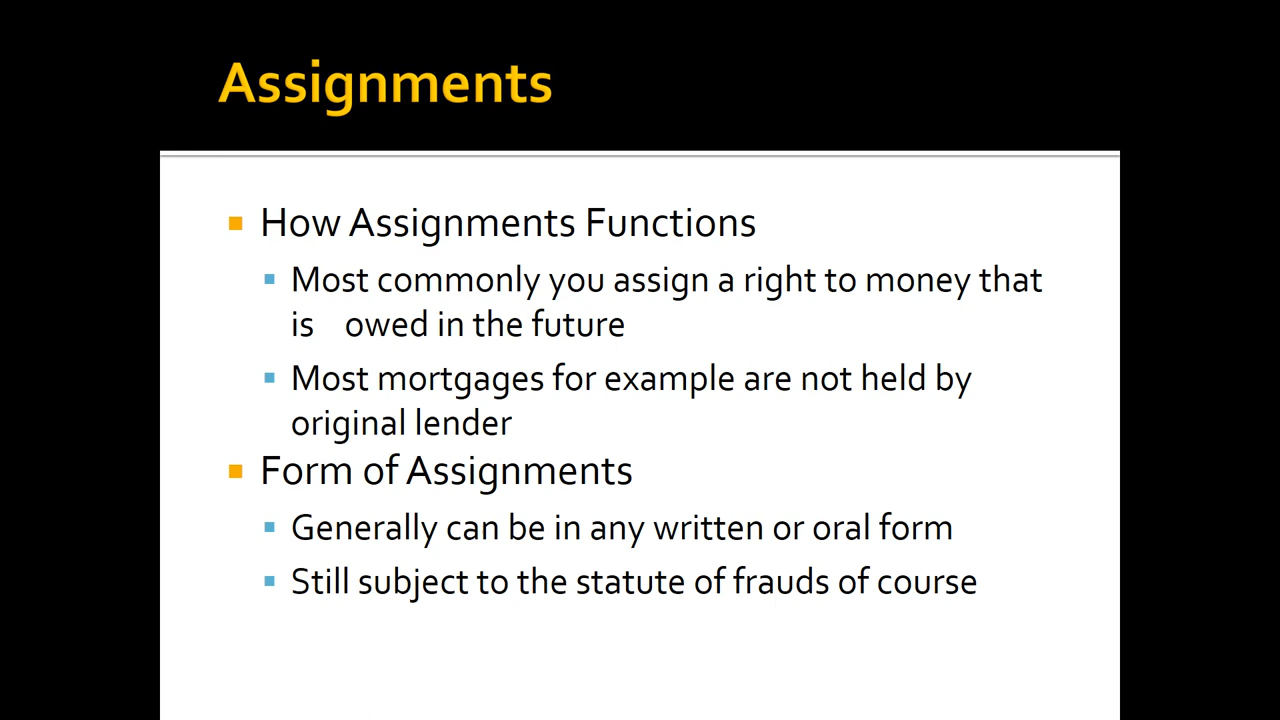 Assignments
How Assignments Functions
Most commonly you assign a right to money that
is owed in the future
Most mortgages for example are not held by
original lender
Form of Assignments
Generally can be in any written or oral form
Still subject to the statute of frauds of course